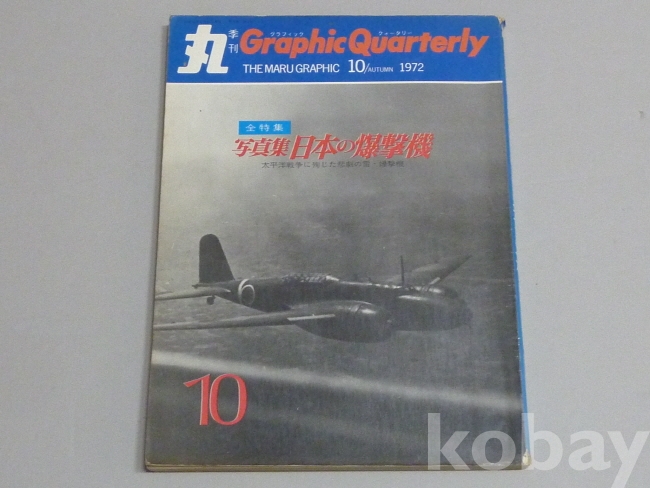 丸
季刊
グラフィック クォータリー
Graphic Quarterly
THE MARU GRAPHIC 10/AUTUMN 1972
全特集
写真集 日本の爆撃機
10
kobay